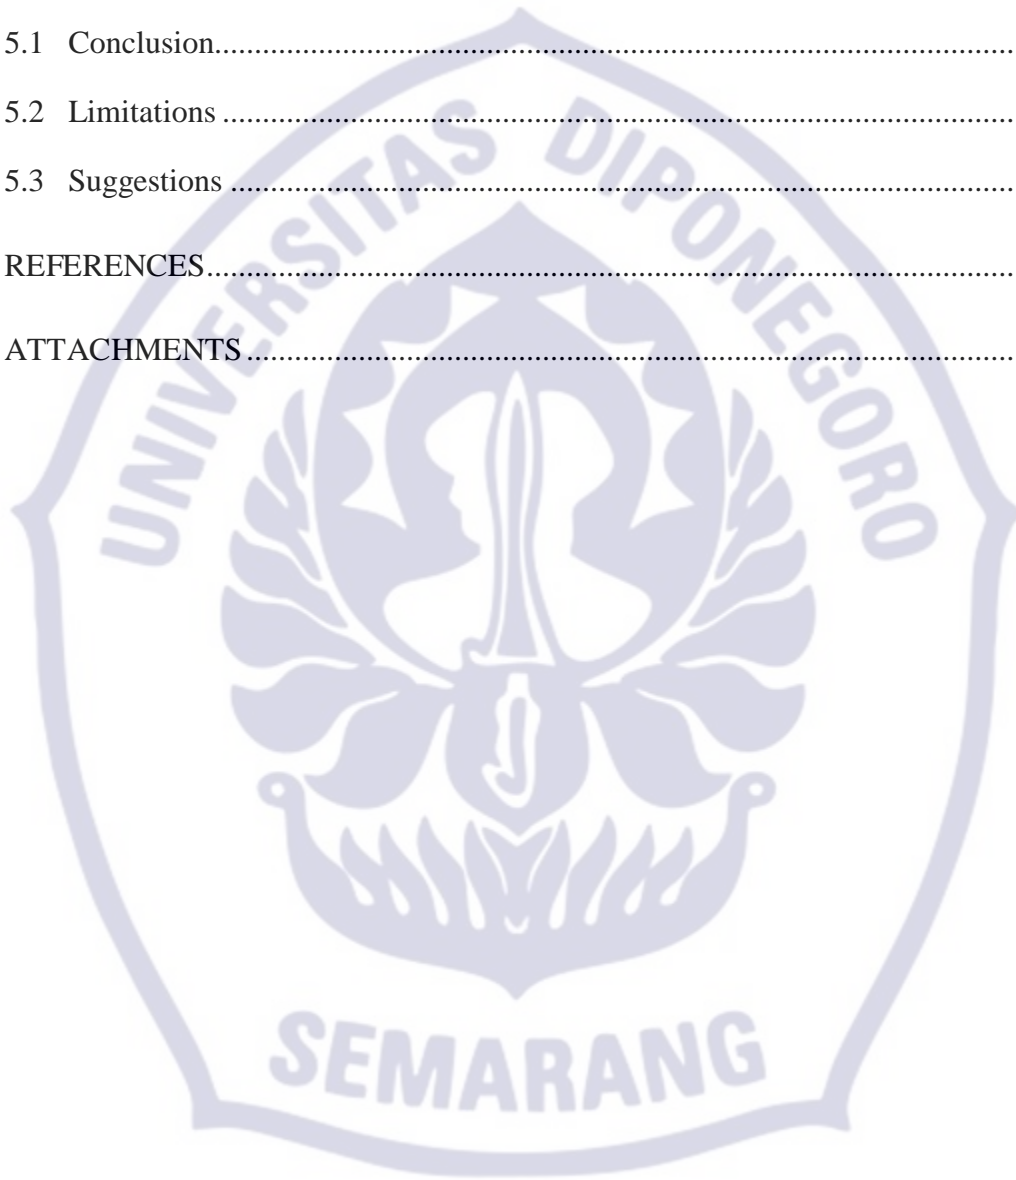 5.1 Conclusion..........................................................................................................
5.2 Limitations .........................................................................................................
5.3 Suggestions ........................................................................................................
REFERENCES..........................................................................................................
ATTACHMENTS .....................................................................................................
UNIVERSITAS DIPONEGORO
SEMARANG